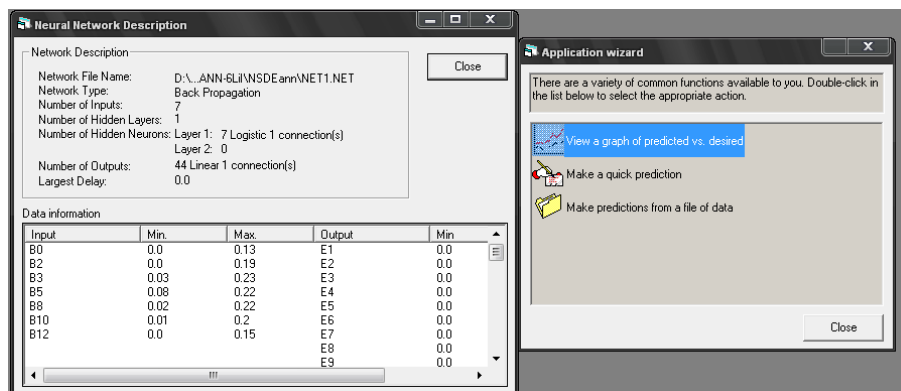 Neural Network Description
Network Description
Network File Name: D:\...ANN-6Lil\NSDEann\NET1.NET
Network Type: Back Propagation
Number of Inputs: 7
Number of Hidden Layers: 1
Number of Hidden Neurons: Layer 1: 7 Logistic 1 connection(s)
Layer 2: 0
Number of Outputs: 44 Linear 1 connection(s)
Largest Delay: 0.0
Close
Data information
Input Min. Max. Output Min
B0 0.0 0.13 E1 0.0
B2 0.0 0.19 E2 0.0
B3 0.03 0.23 E3 0.0
B5 0.08 0.22 E4 0.0
B8 0.02 0.22 E5 0.0
B10 0.01 0.2 E6 0.0
B12 0.0 0.15 E7 0.0
E8 0.0
E9 0.0
Application wizard
There are a variety of common functions available to you. Double-click in
the list below to select the appropriate action.
View a graph of predicted vs. desired
Make a quick prediction
Make predictions from a file of data
Close